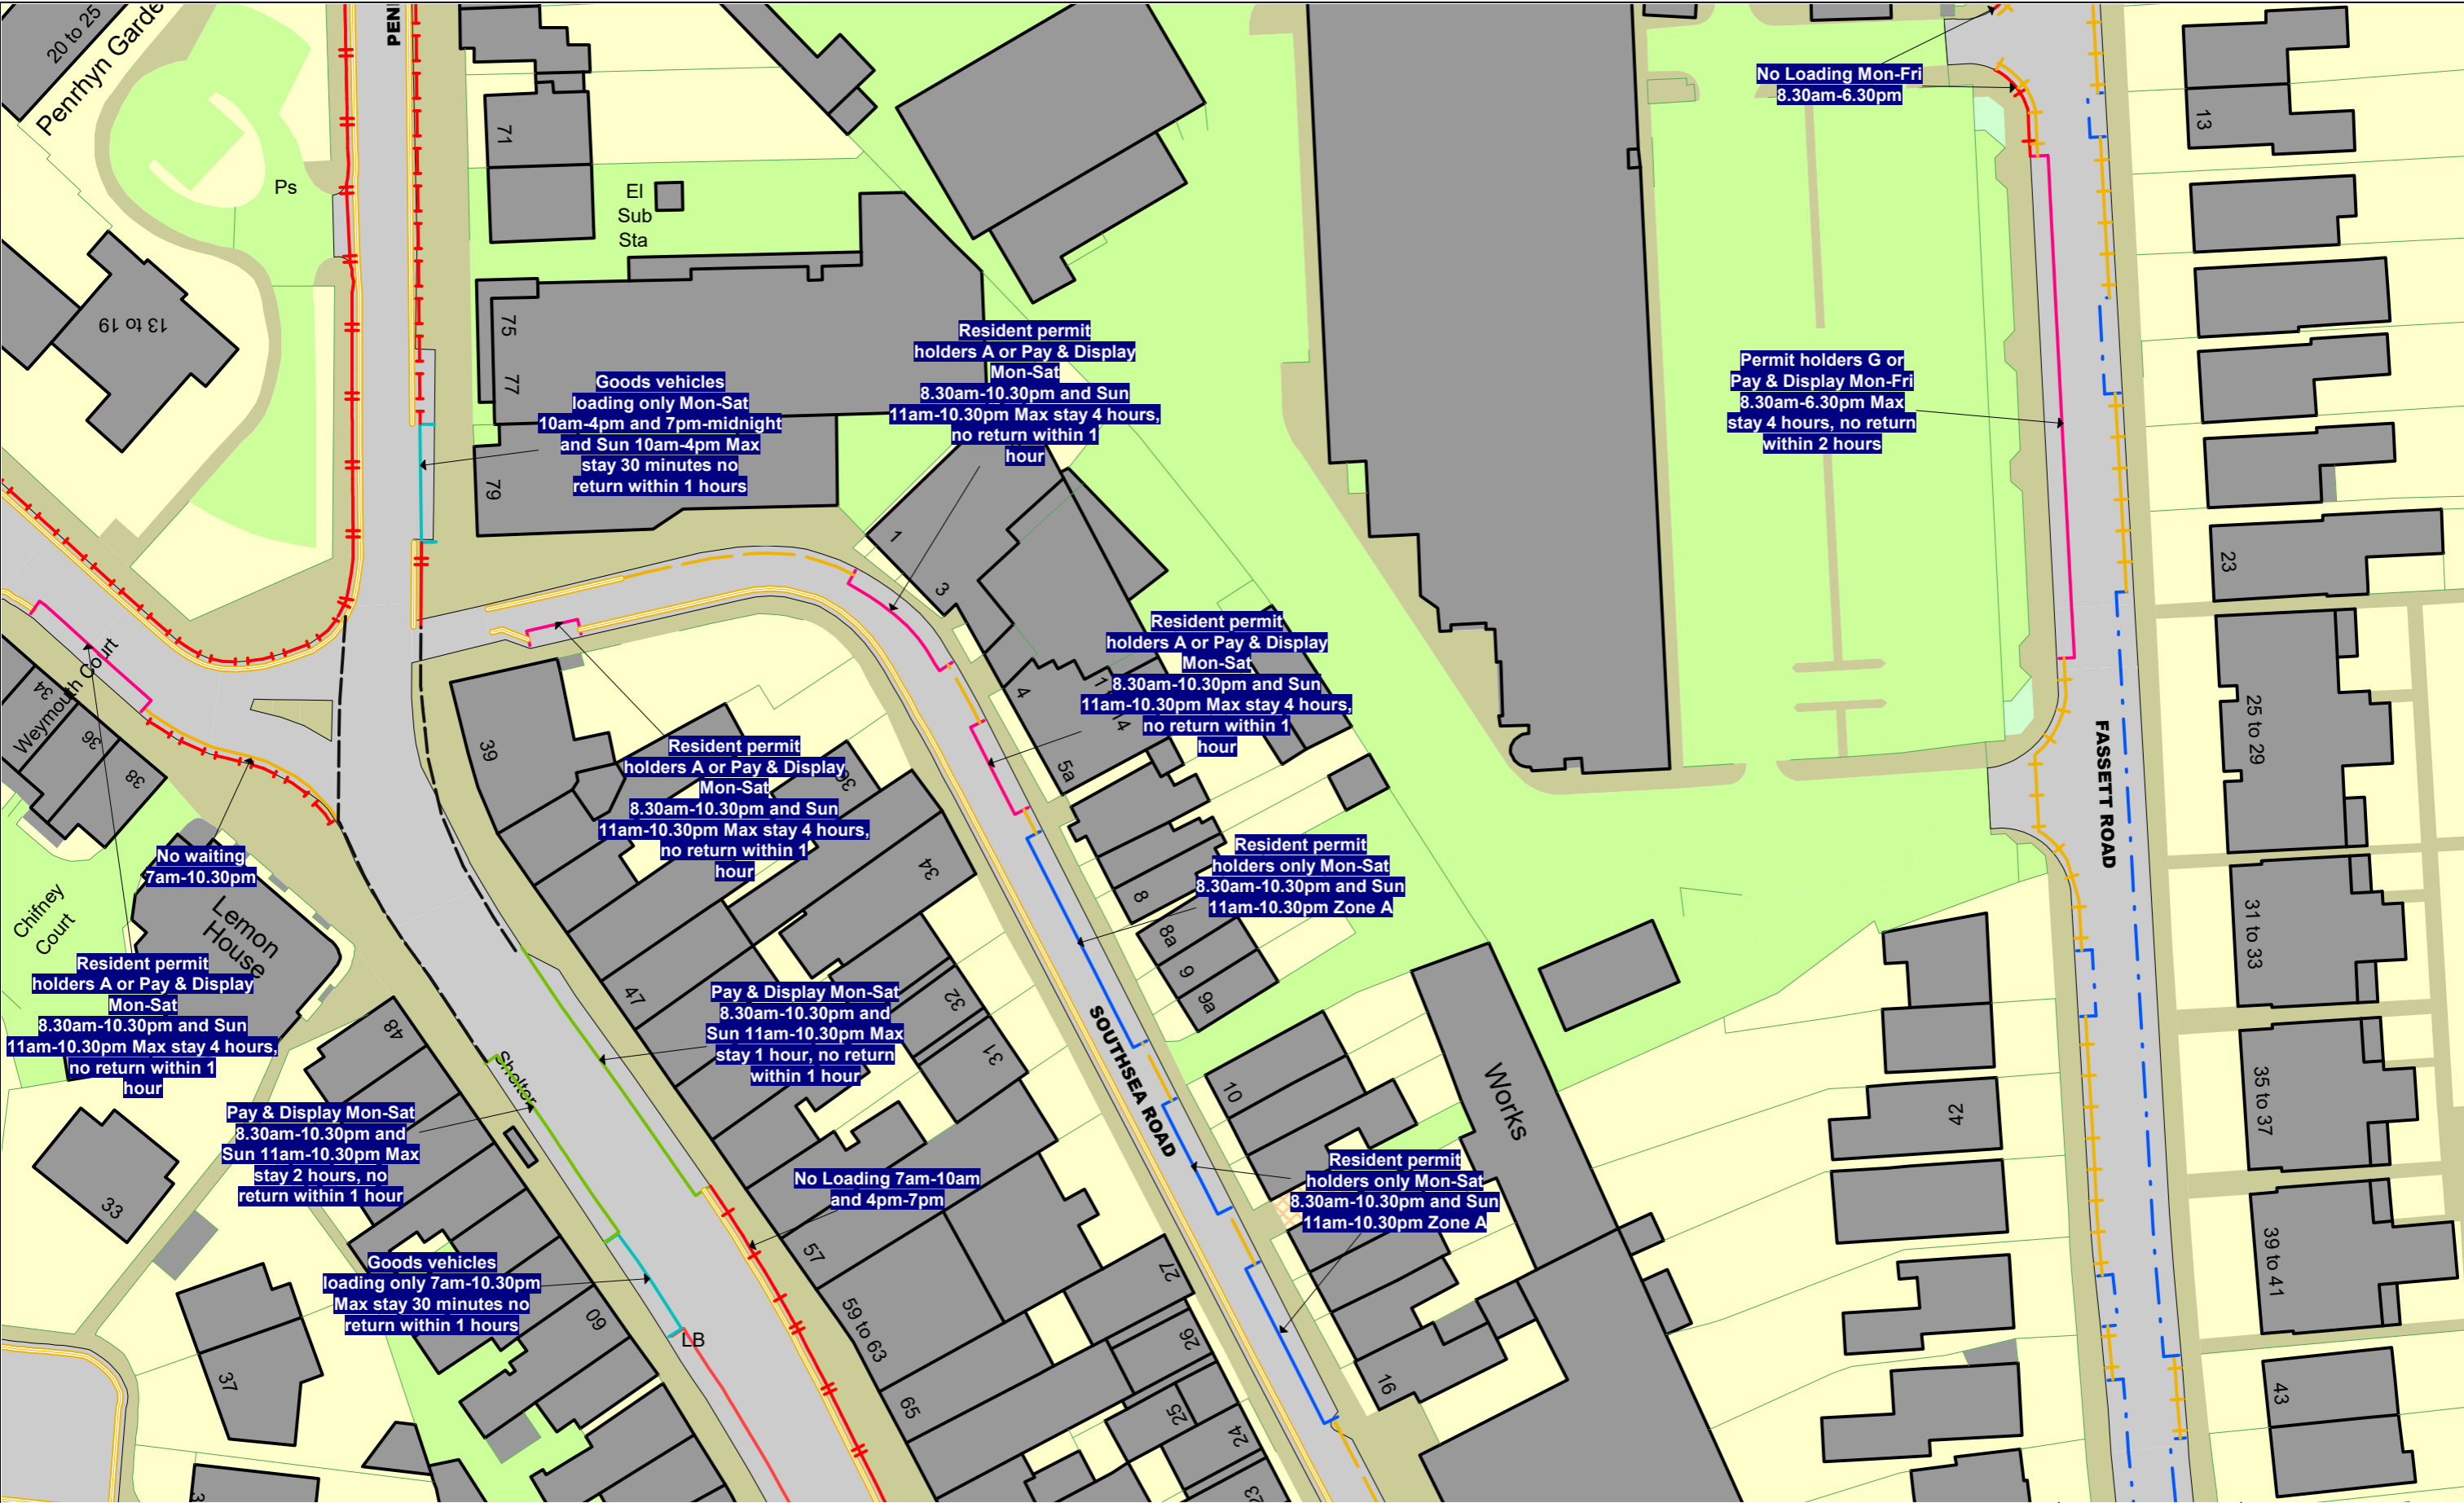 20 to 25
Penrhyn Garde
PEN
Ps
13 to 19
71
El
Sub
Sta
75
77
79
Goods vehicles
loading only Mon-Sat
10am-4pm and 7pm-midnight
and Sun 10am-4pm Max
stay 30 minutes no
return within 1 hours
Resident permit
holders A or Pay & Display
Mon-Sat
8.30am-10.30pm and Sun
11am-10.30pm Max stay 4 hours,
no return within 1
hour
No Loading Mon-Fri
8.30am-6.30pm
Permit holders G or
Pay & Display Mon-Fri
8.30am-6.30pm Max
stay 4 hours, no return
within 2 hours
13
23
25 to 29
31 to 33
35 to 37
39 to 41
43
FASSETT ROAD
42
1
3
4
1
14
5a
Resident permit
holders A or Pay & Display
Mon-Sat
8.30am-10.30pm and Sun
11am-10.30pm Max stay 4 hours,
no return within 1
hour
Resident permit
holders A or Pay & Display
Mon-Sat
8.30am-10.30pm and Sun
11am-10.30pm Max stay 4 hours,
no return within 1
hour
39
34
32
31
Resident permit
holders only Mon-Sat
8.30am-10.30pm and Sun
11am-10.30pm Zone A
8
8a
9
9a
10
SOUTHSEA ROAD
Works
Resident permit
holders only Mon-Sat
8.30am-10.30pm and Sun
11am-10.30pm Zone A
16
Weymouth Court
34
36
38
No waiting
7am-10.30pm
Chifney
Court
Lemon
House
Resident permit
holders A or Pay & Display
Mon-Sat
8.30am-10.30pm and Sun
11am-10.30pm Max stay 4 hours,
no return within 1
hour
48
47
Pay & Display Mon-Sat
8.30am-10.30pm and
Sun 11am-10.30pm Max
stay 1 hour, no return
within 1 hour
Shelter
Pay & Display Mon-Sat
8.30am-10.30pm and
Sun 11am-10.30pm Max
stay 2 hours, no
return within 1 hour
No Loading 7am-10am
and 4pm-7pm
Goods vehicles
loading only 7am-10.30pm
Max stay 30 minutes no
return within 1 hours
33
37
60
LB
57
59 to 63
65
27
26
25
24
23